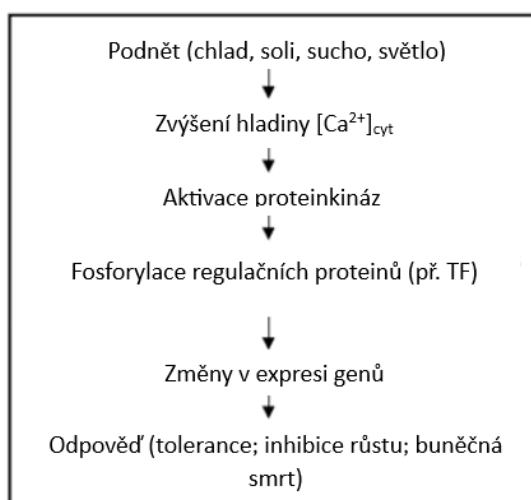 Podnět (chlad, soli, sucho, světlo)
Zvýšení hladiny [Ca²⁺]cyt
Aktivace proteinkináz
Fosforylace regulačních proteinů (př. TF)
Změny v expresi genů
Odpověď (tolerance; inhibice růstu; buněčná
smrt)